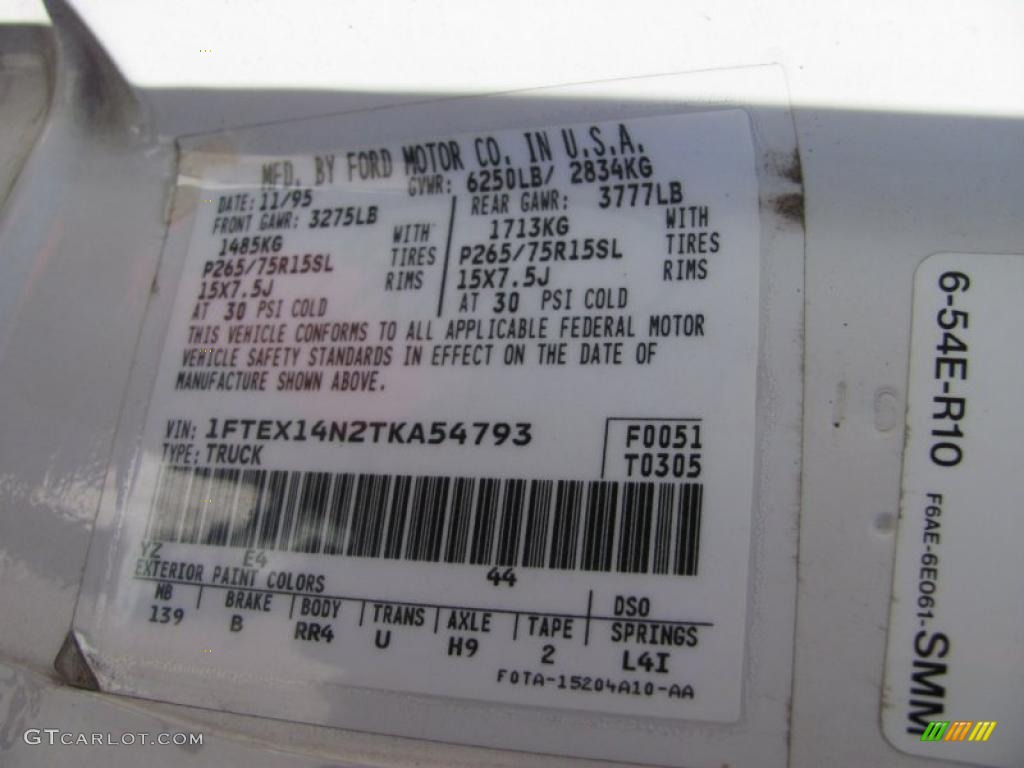 MFD. BY FORD MOTOR CO. IN U.S.A.
DATE: 11/95 GVWR: 6250LB/ 2834KG
FRONT GAWR: 3275LB REAR GAWR: 3777LB
1485KG WITH 1713KG WITH
P265/75R15SL TIRES P265/75R15SL TIRES
15X7.5J RIMS 15X7.5J RIMS
AT 30 PSI COLD AT 30 PSI COLD
THIS VEHICLE CONFORMS TO ALL APPLICABLE FEDERAL MOTOR
VEHICLE SAFETY STANDARDS IN EFFECT ON THE DATE OF
MANUFACTURE SHOWN ABOVE.
VIN: 1FTEX14N2TKA54793 F0051
TYPE: TRUCK T0305
YZ E4 44
EXTERIOR PAINT COLORS DSO
NB BRAKE BODY TRANS AXLE TAPE SPRINGS
139 B RR4 U H9 2 L4I
F0TA-15204A10-AA
6-54E-R10
F6AE-6E061-SMM
GTCARLOT.COM